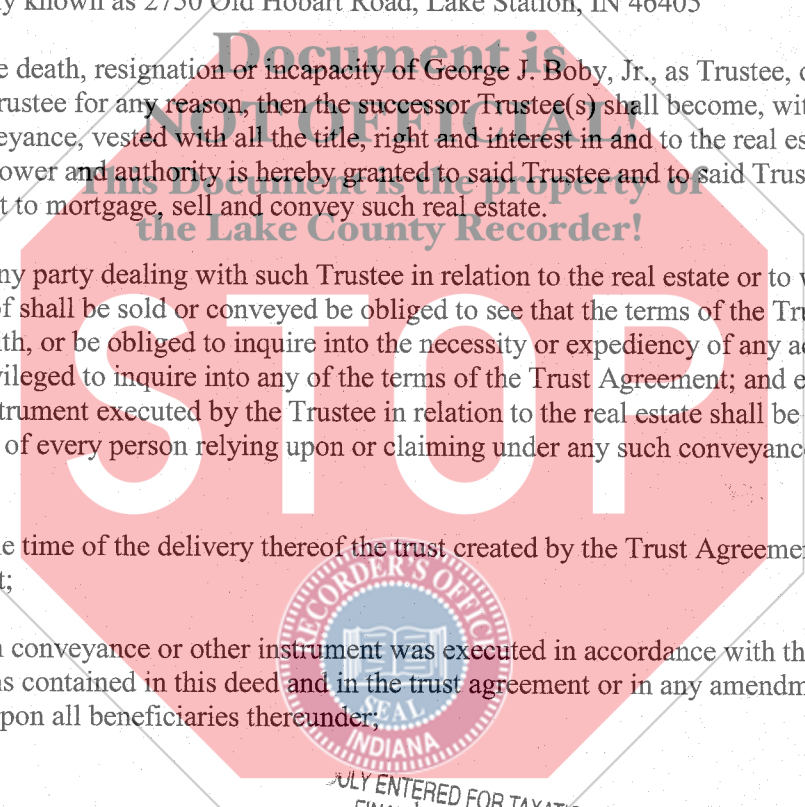 known as 2750 Old Hobart Road, Lake Station, IN 46405
Document is
e death, resignation or incapacity of George J. Boby, Jr., as Trustee,
rustee for any reason, then the successor Trustee(s) shall become, wit
NOT OFFICIAL!
eyance, vested with all the title, right and interest in and to the real es
ower and authority is hereby granted to said Trustee and to said Trus
This Document is the property of
t to mortgage, sell and convey such real estate.
the Lake County Recorder!
ny party dealing with such Trustee in relation to the real estate or to
f shall be sold or conveyed be obliged to see that the terms of the Tru
th, or be obliged to inquire into the necessity or expediency of any a
vileged to inquire into any of the terms of the Trust Agreement; and e
trument executed by the Trustee in relation to the real estate shall be
of every person relying upon or claiming under any such conveyanc
STOP
e time of the delivery thereof the trust created by the Trust Agreeme
t;
RECORDER'S OFFIC
n conveyance or other instrument was executed in accordance with th
ns contained in this deed and in the trust agreement or in any amendm
SEAL
pon all beneficiaries thereunder;
INDIANA
ULY ENTERED FOR TAXATI